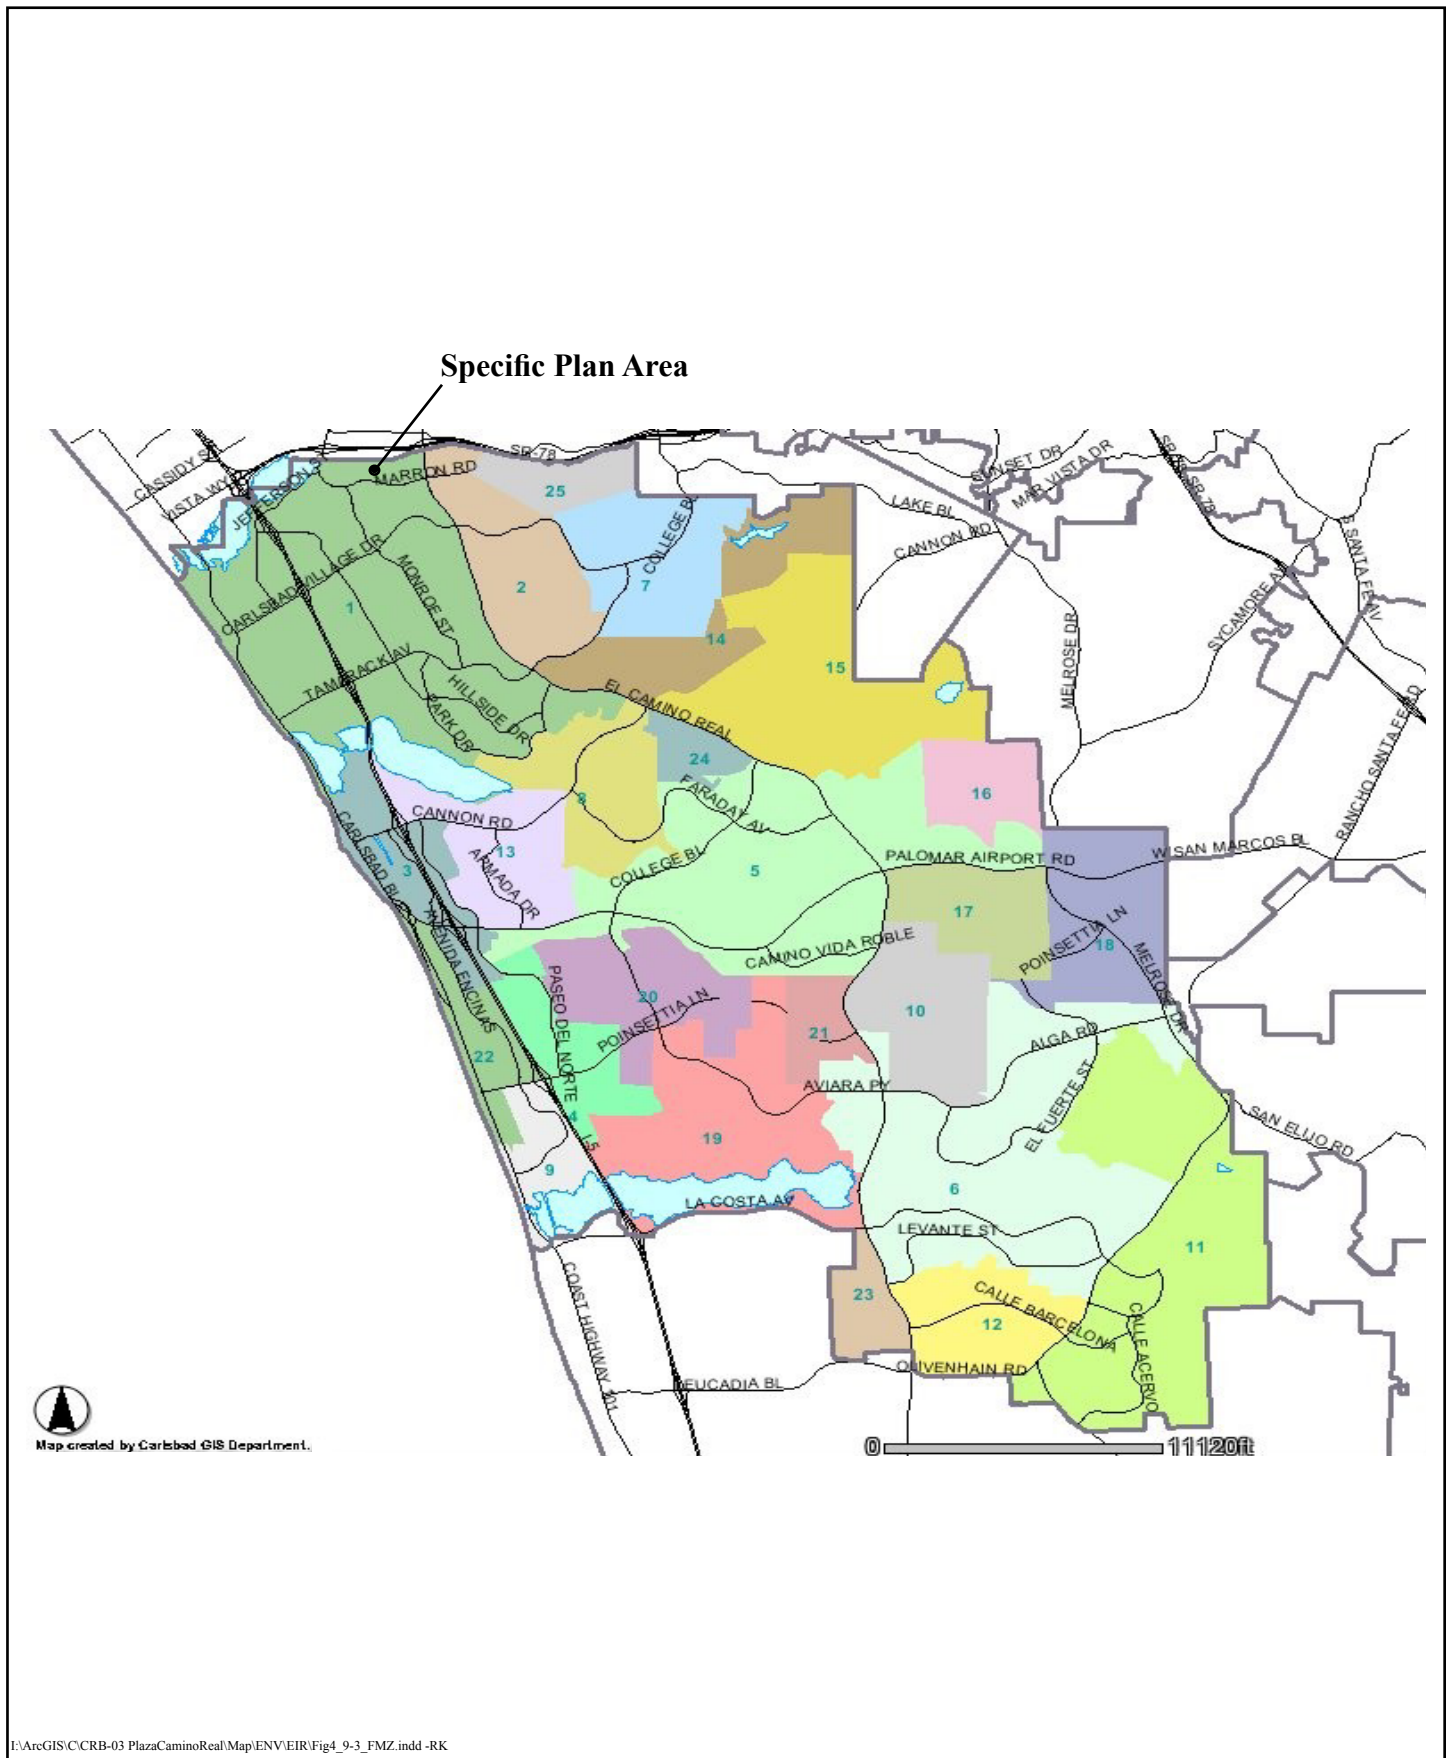 Specific Plan Area
SR-78
CASSIDY ST
VISTA WY
JEFFERSON S
MARRON RD
25
SUNSET DR
MAR VISTA DR
SR-78
SR-78
LAKE BL
CANNON RD
COLLEGE BL
S SANTA FE AV
CARLSBAD VILLAGE DR
MONROE ST
1
2
7
SYCAMORE AV
14
15
MELROSE DR
TAMARACK AV
HILLSIDE DR
PARK DR
EL CAMINO REAL
RANCHO SANTA FE RD
24
FARADAY AV
16
8
CANNON RD
CARLSBAD BL
3
13
ARMADA DR
COLLEGE BL
5
PALOMAR AIRPORT RD
W SAN MARCOS BL
17
AVENIDA ENCINAS
CAMINO VIDA ROBLE
POINSETTIA LN
18
MELROSE DR
PASEO DEL NORTE
20
POINSETTIA LN
10
21
ALGA RD
22
AVIARA PY
EL FUERTE ST
4
I-5
19
SAN ELIJO RD
9
6
LA COSTA AV
LEVANTE ST
11
23
CALLE BARCELONA
12
CALLE ACERVO
COAST HIGHWAY 101
OLIVENHAIN RD
LEUCADIA BL
Map created by Carlsbad GIS Department.
0 11120ft
I:\ArcGIS\C\CRB-03 PlazaCaminoReal\Map\ENV\EIR\Fig4_9-3_FMZ.indd -RK